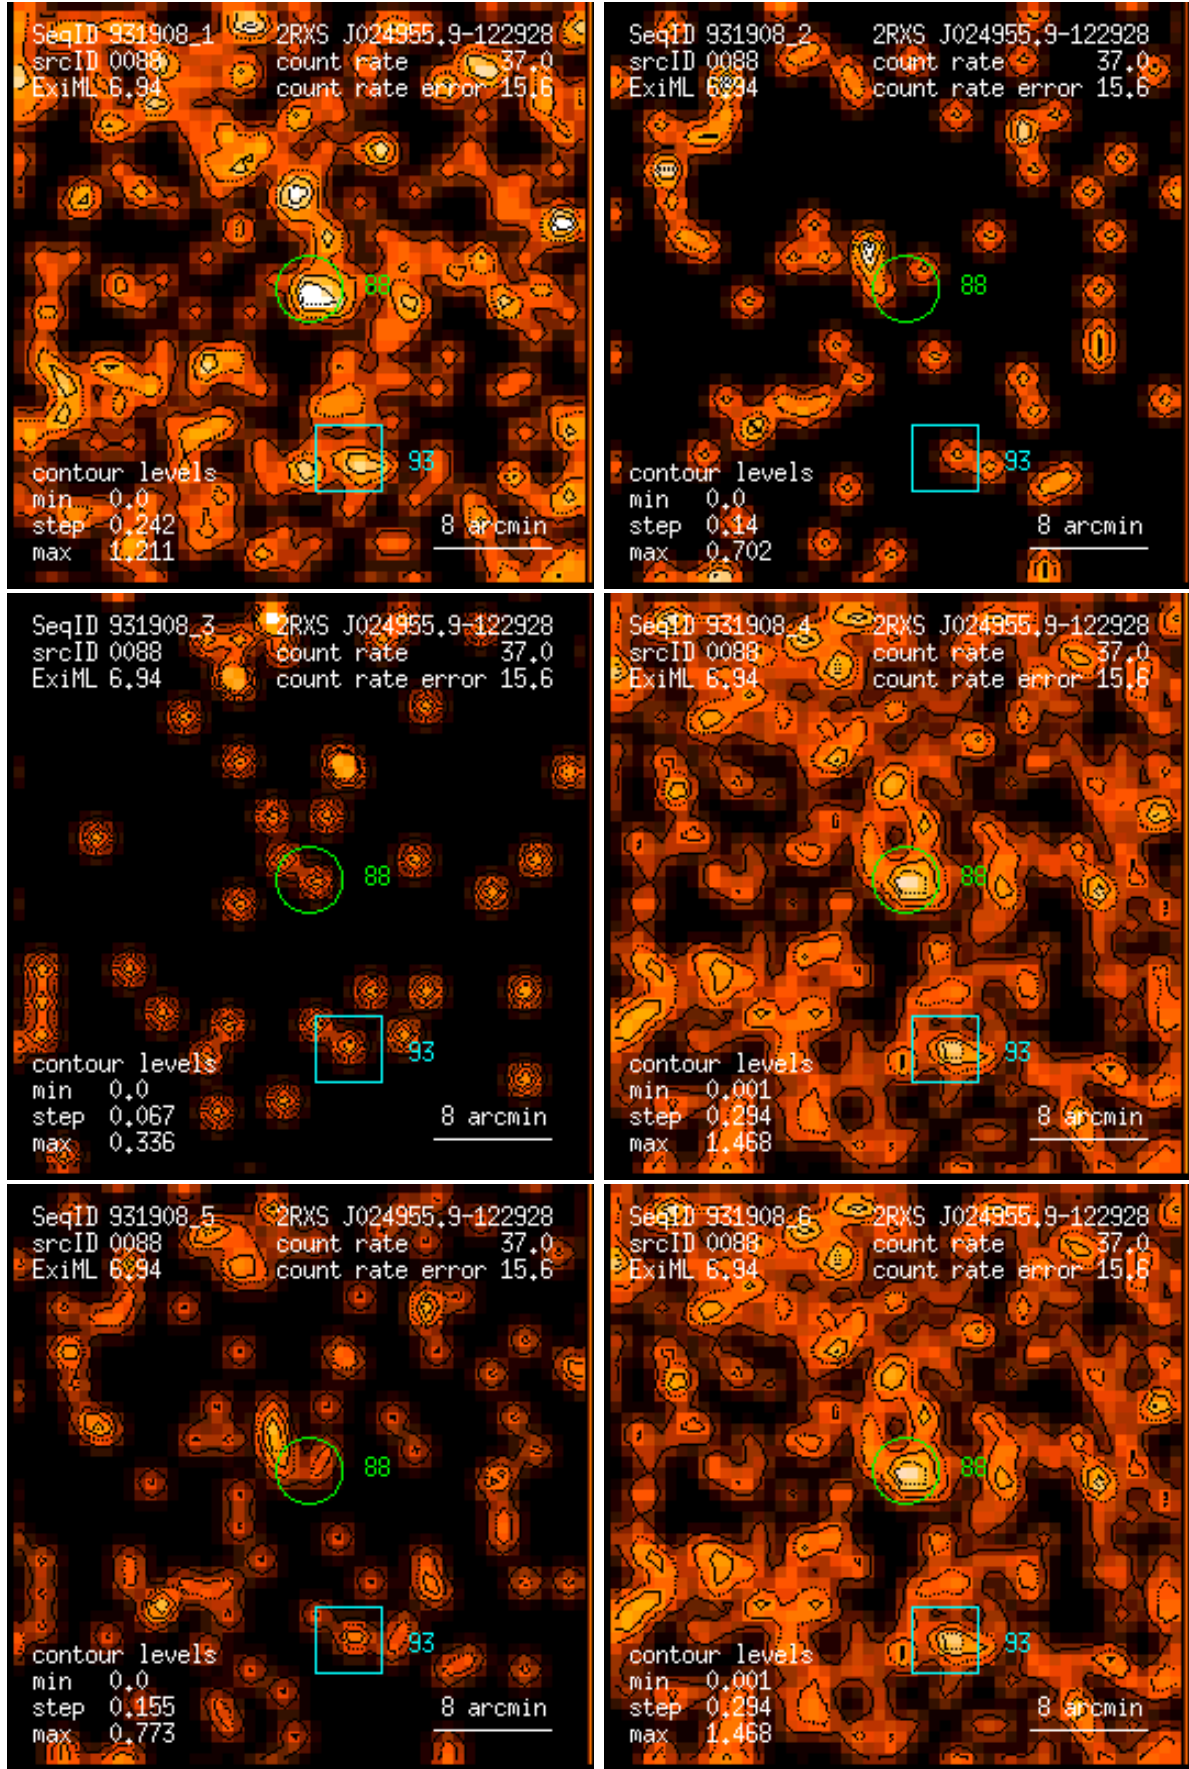 SeqID 931908_1 2RXS J024955.9-122928
srcID 0088 count rate 37.0
ExiML 6.94 count rate error 15.6
88
93
contour levels
min 0.0
step 0.242
max 1.211
8 arcmin
SeqID 931908_2 2RXS J024955.9-122928
srcID 0088 count rate 37.0
ExiML 6.94 count rate error 15.6
88
93
contour levels
min 0.0
step 0.14
max 0.702
8 arcmin
SeqID 931908_3 2RXS J024955.9-122928
srcID 0088 count rate 37.0
ExiML 6.94 count rate error 15.6
88
93
contour levels
min 0.0
step 0.067
max 0.336
8 arcmin
SeqID 931908_4 2RXS J024955.9-122928
srcID 0088 count rate 37.0
ExiML 6.94 count rate error 15.6
88
93
contour levels
min 0.001
step 0.294
max 1.468
8 arcmin
SeqID 931908_5 2RXS J024955.9-122928
srcID 0088 count rate 37.0
ExiML 6.94 count rate error 15.6
88
93
contour levels
min 0.0
step 0.155
max 0.773
8 arcmin
SeqID 931908_6 2RXS J024955.9-122928
srcID 0088 count rate 37.0
ExiML 6.94 count rate error 15.6
88
93
contour levels
min 0.001
step 0.294
max 1.468
8 arcmin